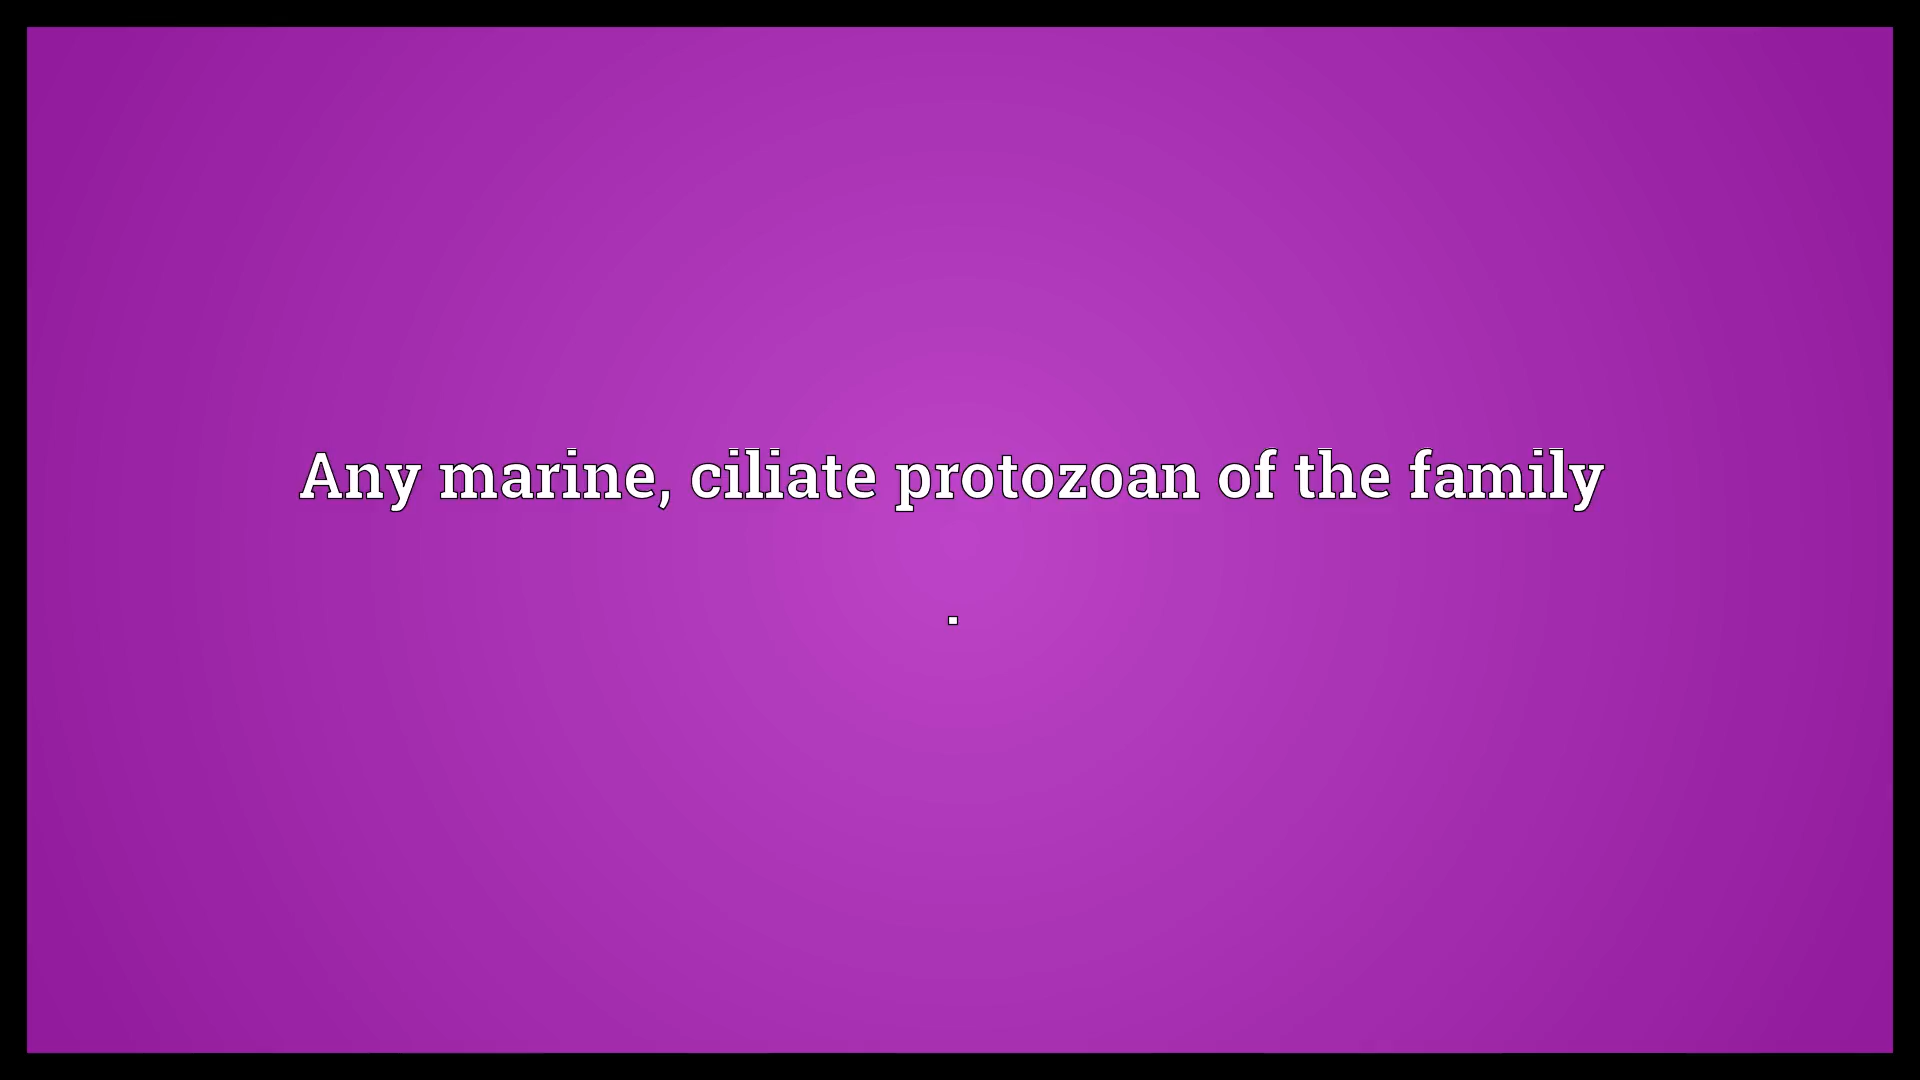 Any marine, ciliate protozoan of the family
.